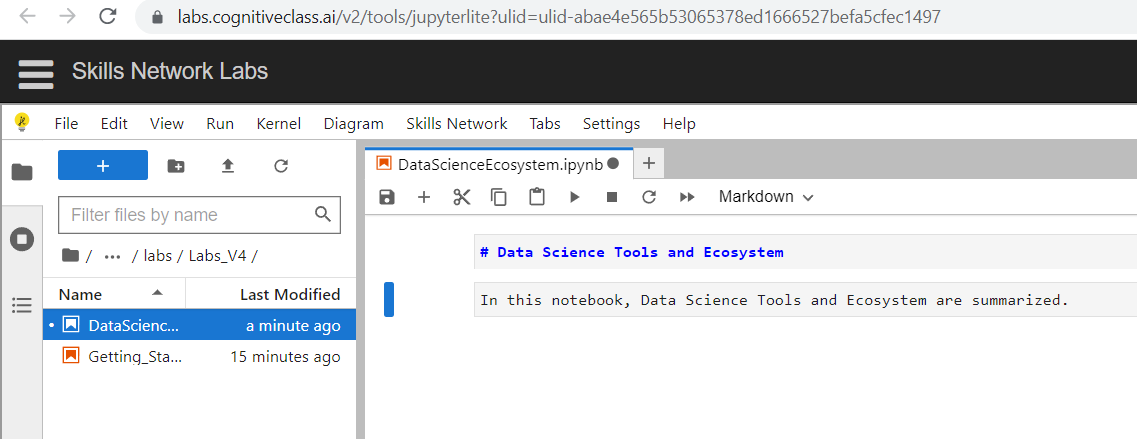 labs.cognitiveclass.ai/v2/tools/jupyterlite?ulid=ulid-abae4e565b53065378ed1666527befa5cfec1497
Skills Network Labs
File Edit View Run Kernel Diagram Skills Network Tabs Settings Help
+
DataScienceEcosystem.ipynb
+
Markdown
Filter files by name
/ ··· / labs / Labs_V4 /
Name Last Modified
DataScienc... a minute ago
Getting_Sta... 15 minutes ago
# Data Science Tools and Ecosystem
In this notebook, Data Science Tools and Ecosystem are summarized.